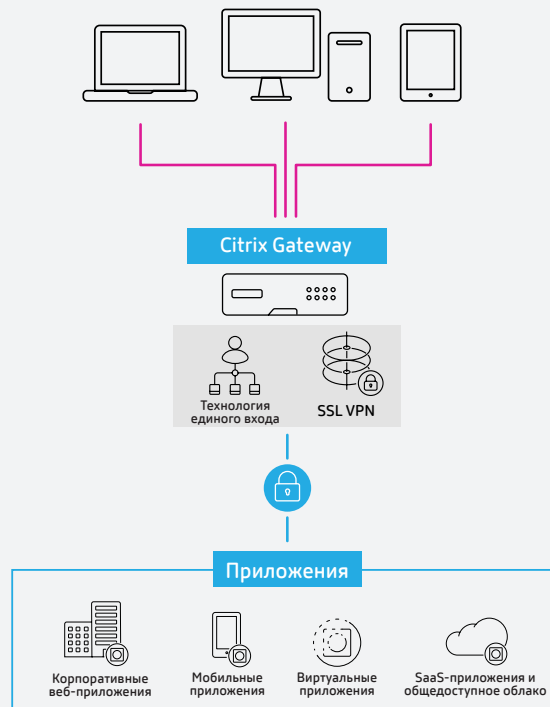 Citrix Gateway
Технология
единого входа
SSL VPN
Приложения
Корпоративные
веб-приложения
Мобильные
приложения
Виртуальные
приложения
SaaS-приложения и
общедоступное облако